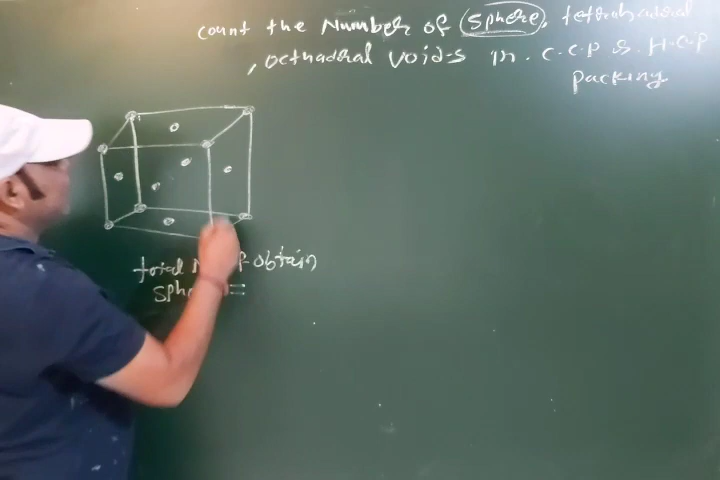 count the Number of (sphere), tetrahedral
, octhadral voids in C.C.P & H.C.P
packing
total N f obtain
sph =